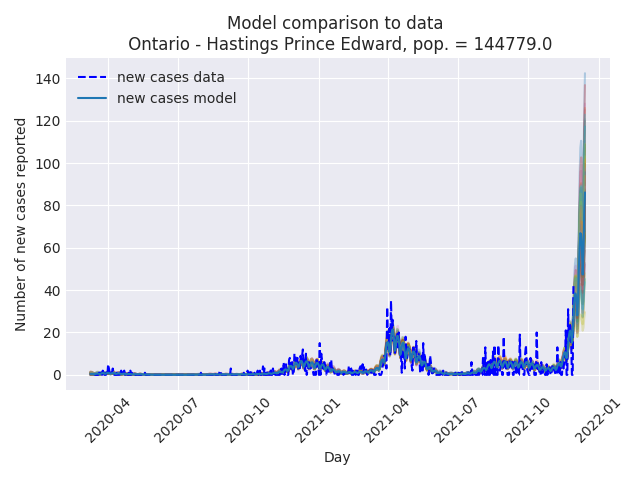 Model comparison to data
Ontario - Hastings Prince Edward, pop. = 144779.0
new cases data
new cases model
Number of new cases reported
140
120
100
80
60
40
20
0
2020-04
2020-07
2020-10
2021-01
2021-04
2021-07
2021-10
2022-01
Day